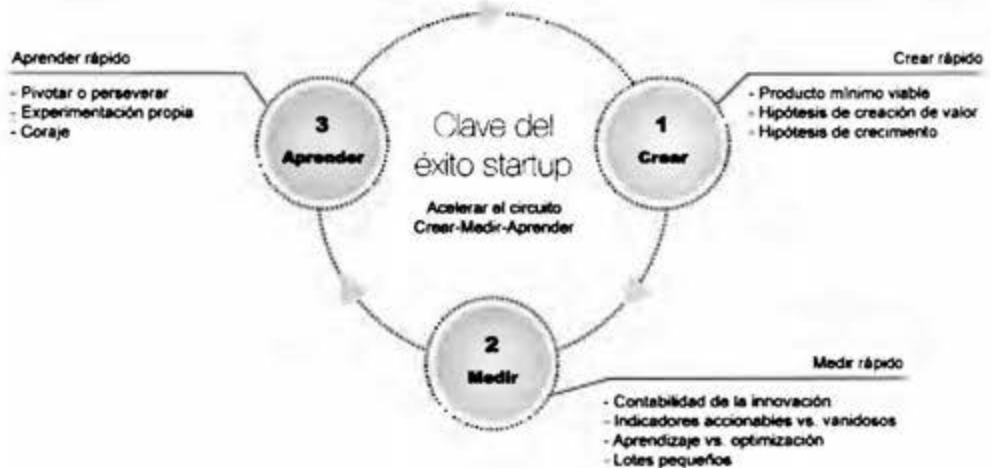 Aprender rápido
- Pivotar o perseverar
- Experimentación propia
- Coraje
3
Aprender
Clave del
éxito startup
Acelerar el circuito
Crear-Medir-Aprender
Crear rápido
- Producto mínimo viable
- Hipótesis de creación de valor
- Hipótesis de crecimiento
1
Crear
2
Medir
Medir rápido
- Contabilidad de la innovación
- Indicadores accionables vs. vanidosos
- Aprendizaje vs. optimización
- Lotes pequeños